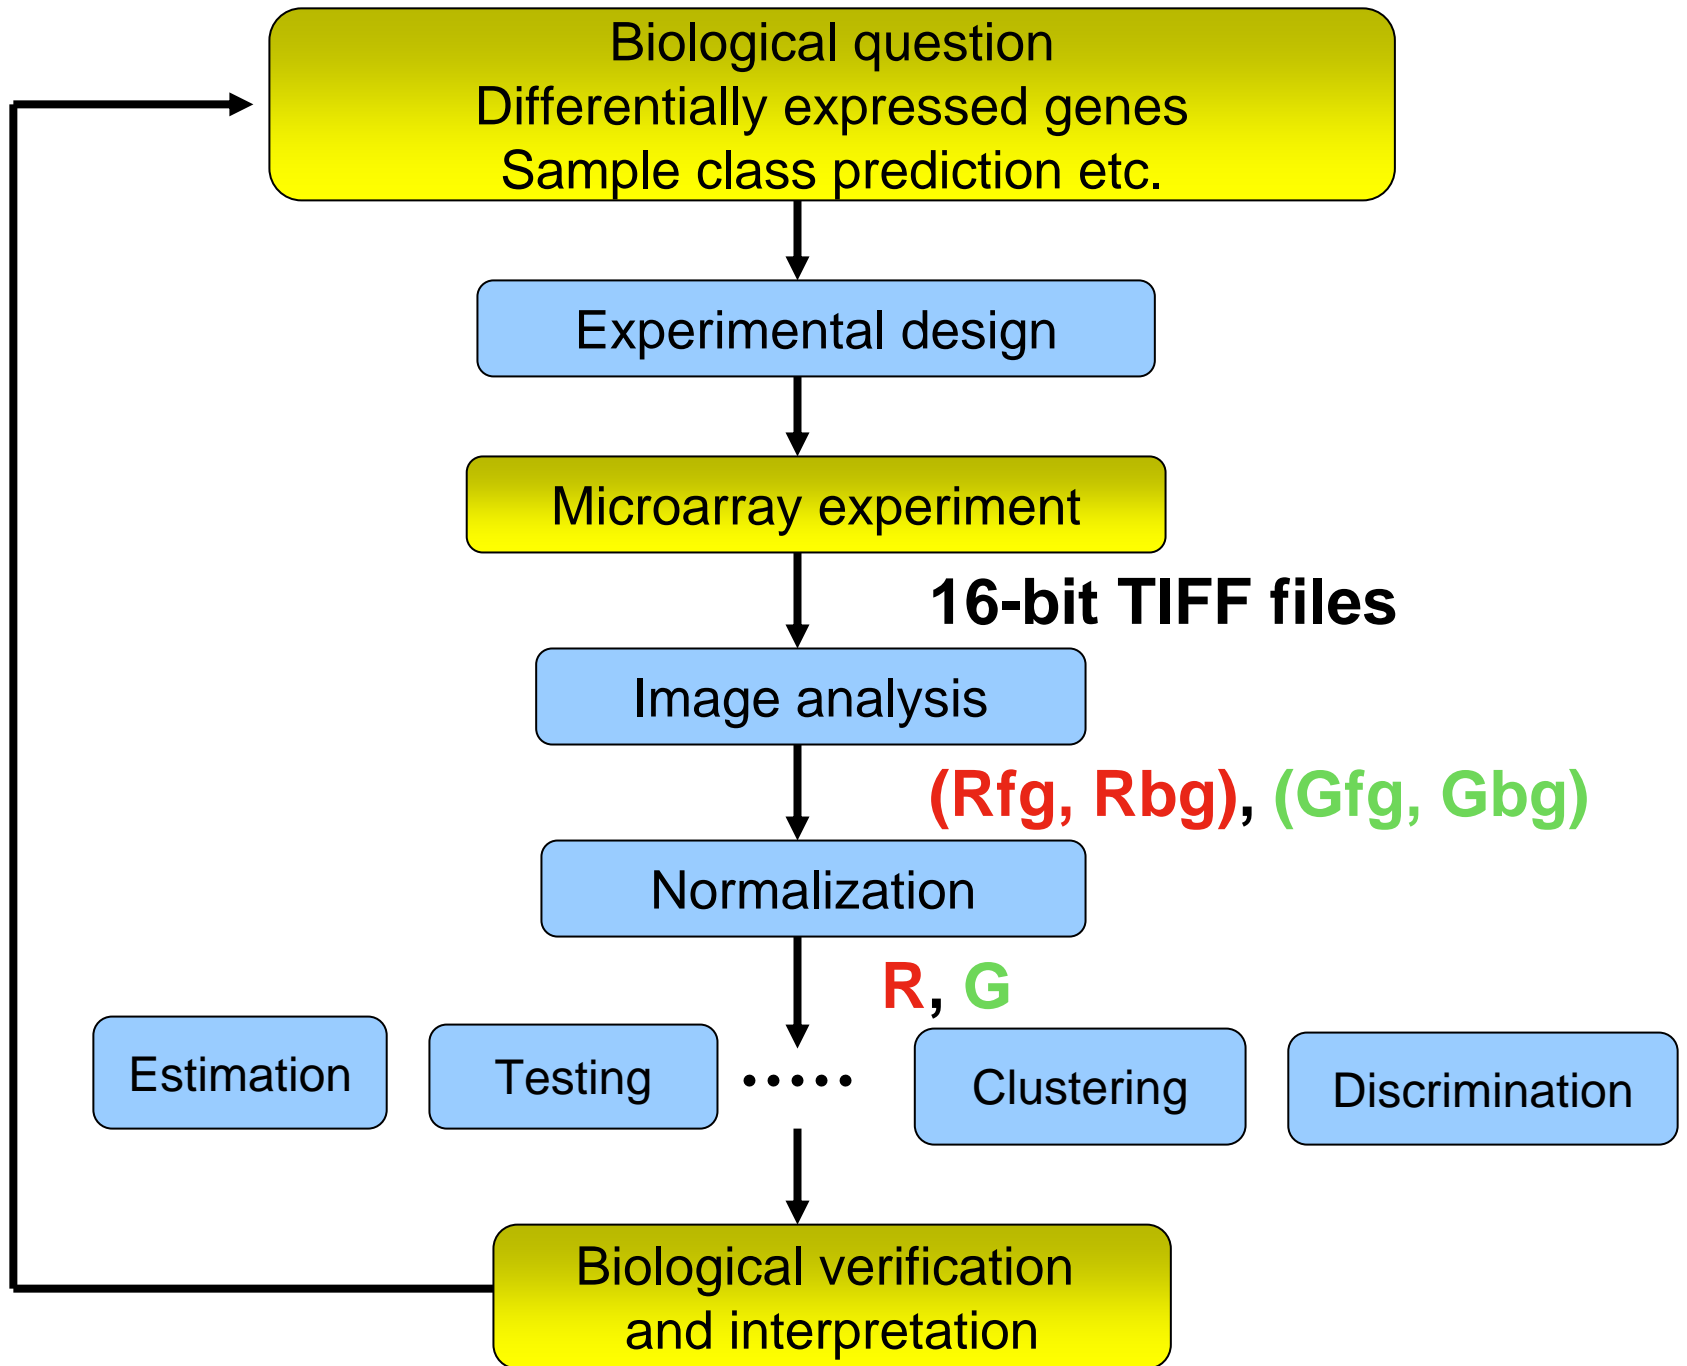 Biological question
Differentially expressed genes
Sample class prediction etc.
Experimental design
Microarray experiment
16-bit TIFF files
Image analysis
(Rfg, Rbg), (Gfg, Gbg)
Normalization
R, G
Estimation
Testing
.....
Clustering
Discrimination
Biological verification
and interpretation